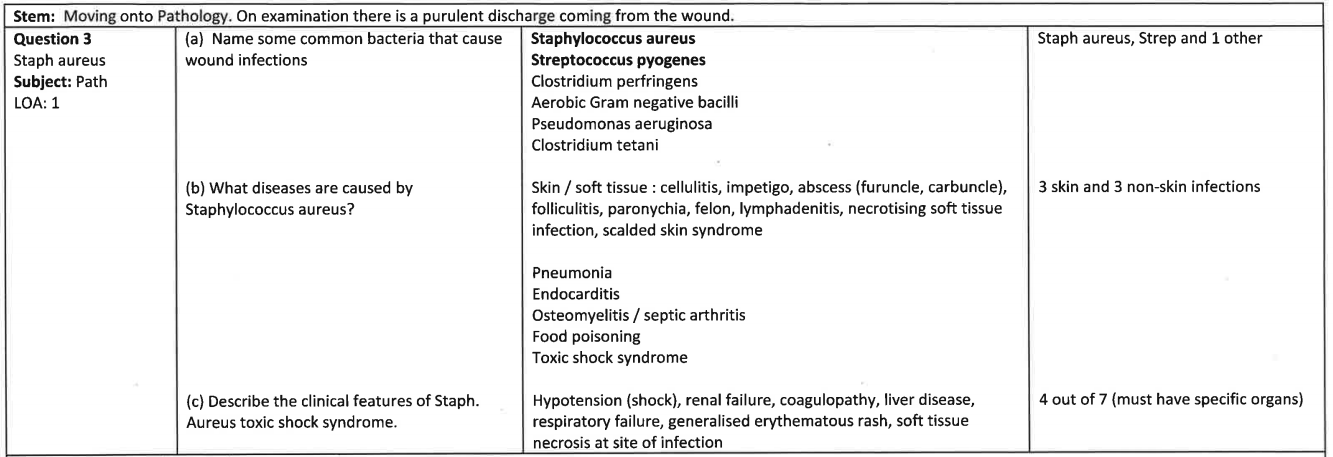 Stem: Moving onto Pathology. On examination there is a purulent discharge coming from the wound.
Question 3
Staph aureus
Subject: Path
LOA: 1
(a) Name some common bacteria that cause
wound infections
Staphylococcus aureus
Streptococcus pyogenes
Clostridium perfringens
Aerobic Gram negative bacilli
Pseudomonas aeruginosa
Clostridium tetani
Staph aureus, Strep and 1 other
(b) What diseases are caused by
Staphylococcus aureus?
Skin / soft tissue : cellulitis, impetigo, abscess (furuncle, carbuncle),
folliculitis, paronychia, felon, lymphadenitis, necrotising soft tissue
infection, scalded skin syndrome
Pneumonia
Endocarditis
Osteomyelitis / septic arthritis
Food poisoning
Toxic shock syndrome
3 skin and 3 non-skin infections
(c) Describe the clinical features of Staph.
Aureus toxic shock syndrome.
Hypotension (shock), renal failure, coagulopathy, liver disease,
respiratory failure, generalised erythematous rash, soft tissue
necrosis at site of infection
4 out of 7 (must have specific organs)